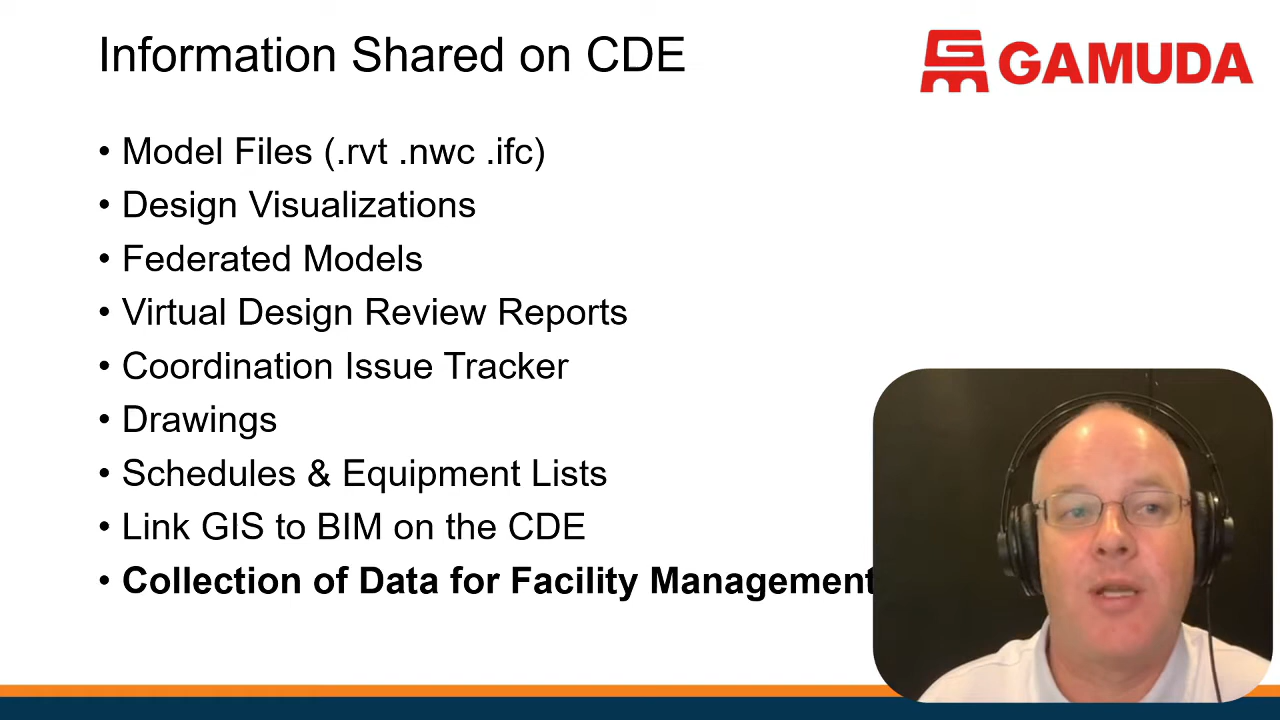 Information Shared on CDE
GAMUDA
• Model Files (.rvt .nwc .ifc)
• Design Visualizations
• Federated Models
• Virtual Design Review Reports
• Coordination Issue Tracker
• Drawings
• Schedules & Equipment Lists
• Link GIS to BIM on the CDE
• Collection of Data for Facility Management